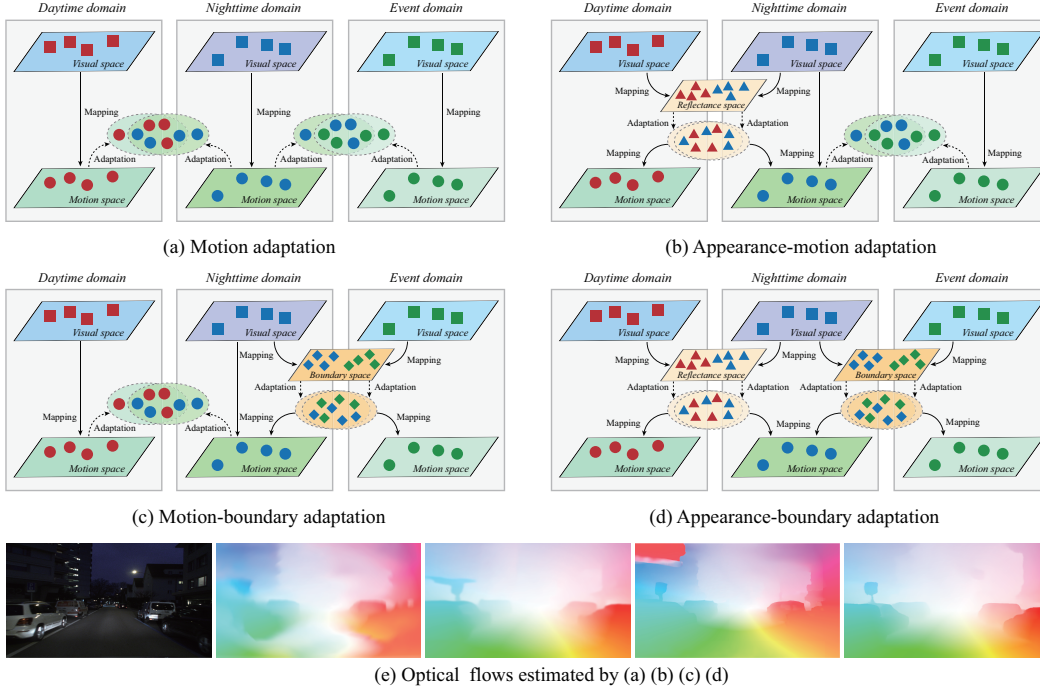 Daytime domain Nighttime domain Event domain
Visual space Visual space Visual space
Mapping Mapping Mapping
Adaptation Adaptation Adaptation Adaptation
Motion space Motion space Motion space
(a) Motion adaptation
Daytime domain Nighttime domain Event domain
Visual space Visual space Visual space
Mapping Mapping
Reflectance space
Adaptation Adaptation Mapping Mapping
Mapping Mapping
Adaptation Adaptation
Motion space Motion space Motion space
(b) Appearance-motion adaptation
Daytime domain Nighttime domain Event domain
Visual space Visual space Visual space
Mapping Mapping
Boundary space
Adaptation Adaptation
Mapping Mapping Mapping
Adaptation Adaptation
Motion space Motion space Motion space
(c) Motion-boundary adaptation
Daytime domain Nighttime domain Event domain
Visual space Visual space Visual space
Mapping Mapping Mapping Mapping
Reflectance space Boundary space
Adaptation Adaptation Adaptation Adaptation
Mapping Mapping Mapping Mapping
Motion space Motion space Motion space
(d) Appearance-boundary adaptation
(e) Optical flows estimated by (a) (b) (c) (d)